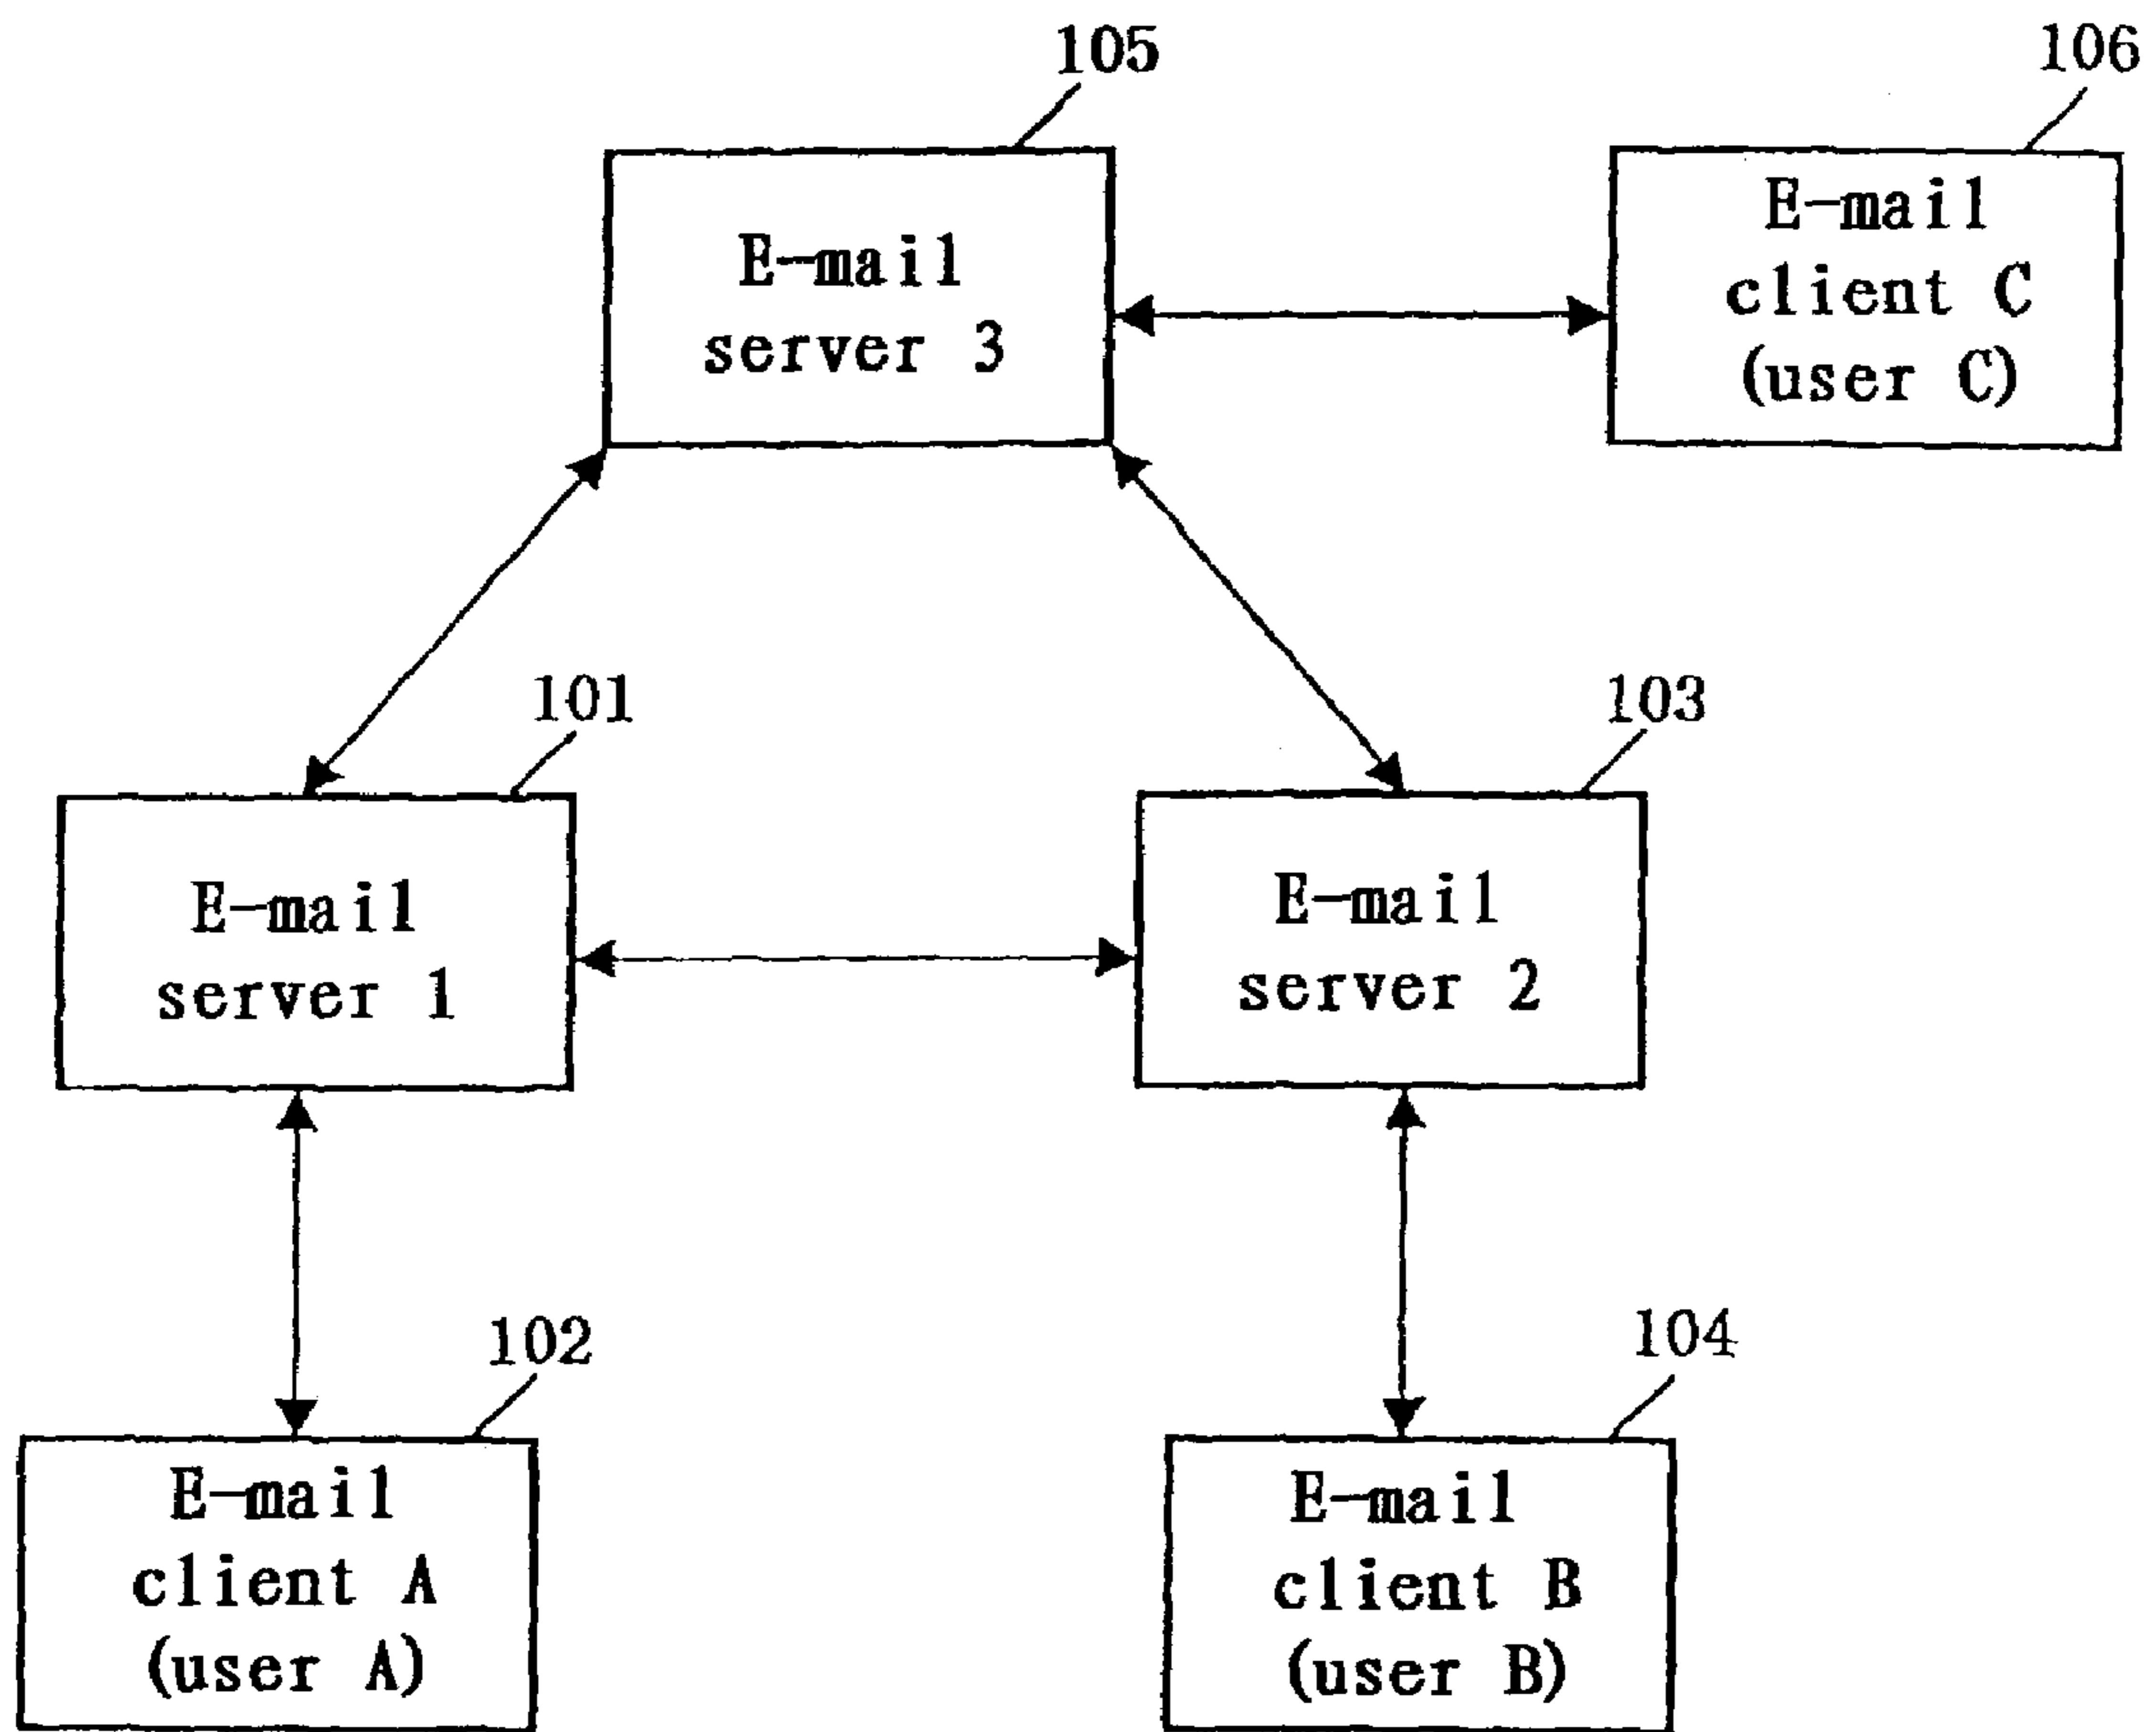 105
106
E-mail
server 3
E-mail
client C
(user C)
101
103
E-mail
server 1
E-mail
server 2
102
104
E-mail
client A
(user A)
E-mail
client B
(user B)